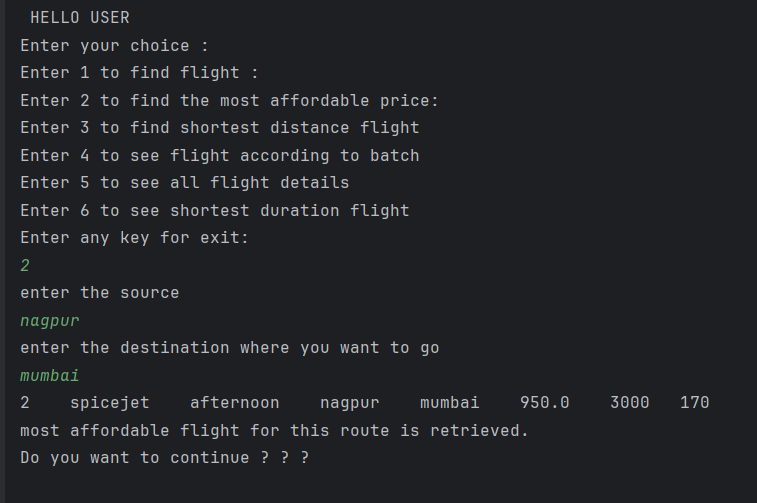 HELLO USER
Enter your choice :
Enter 1 to find flight :
Enter 2 to find the most affordable price:
Enter 3 to find shortest distance flight
Enter 4 to see flight according to batch
Enter 5 to see all flight details
Enter 6 to see shortest duration flight
Enter any key for exit:
2
enter the source
nagpur
enter the destination where you want to go
mumbai
2    spicejet    afternoon    nagpur    mumbai    950.0    3000   170
most affordable flight for this route is retrieved.
Do you want to continue ? ? ?